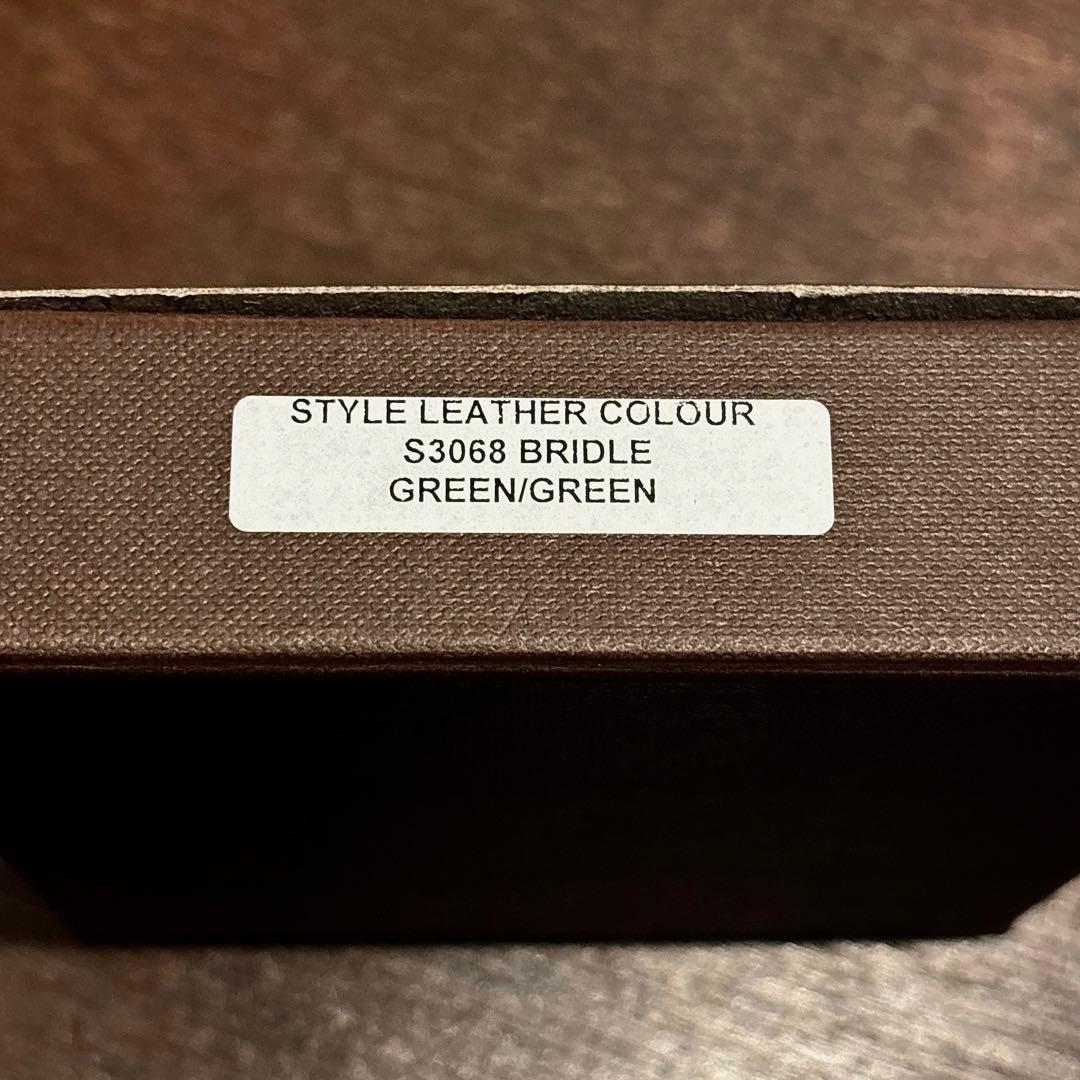 STYLE LEATHER COLOUR
S3068 BRIDLE
GREEN/GREEN